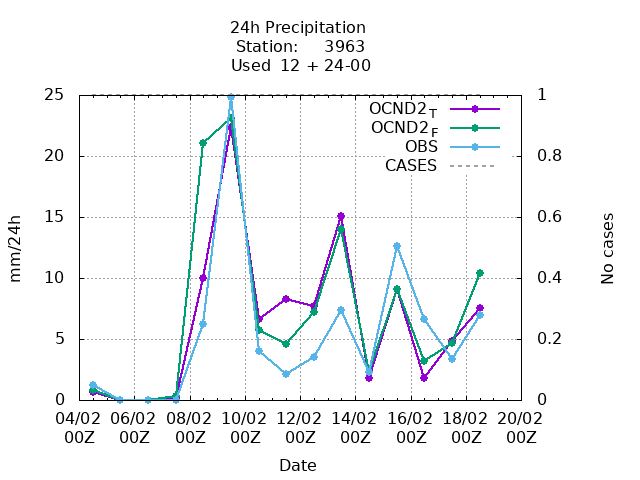 24h Precipitation
Station: 3963
Used 12 + 24-00
25
20
15
10
5
0
mm/24h
1
0.8
0.6
0.4
0.2
0
No cases
OCND2T
OCND2F
OBS
CASES
04/02 06/02 08/02 10/02 12/02 14/02 16/02 18/02 20/02
00Z 00Z 00Z 00Z 00Z 00Z 00Z 00Z 00Z
Date